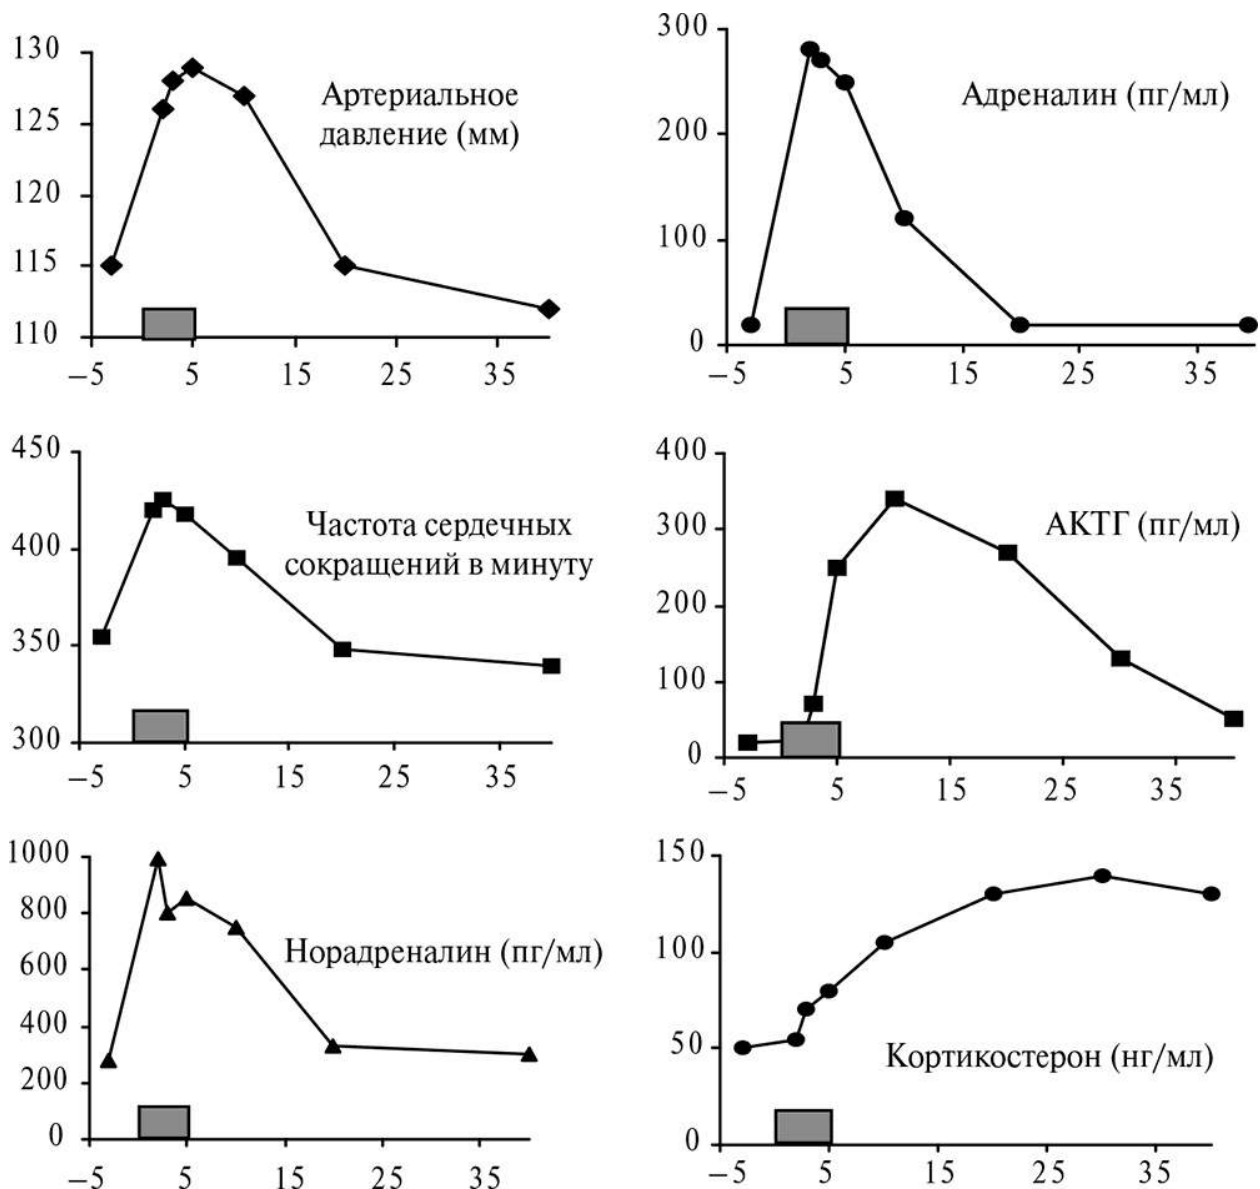 130
125
120
115
110
−5 5 15 25 35
Артериальное
давление (мм)
300
200
100
0
−5 5 15 25 35
Адреналин (пг/мл)
450
400
350
300
−5 5 15 25 35
Частота сердечных
сокращений в минуту
400
300
200
100
0
−5 5 15 25 35
АКТГ (пг/мл)
1000
800
600
400
200
0
−5 5 15 25 35
Норадреналин (пг/мл)
150
100
50
0
−5 5 15 25 35
Кортикостерон (нг/мл)